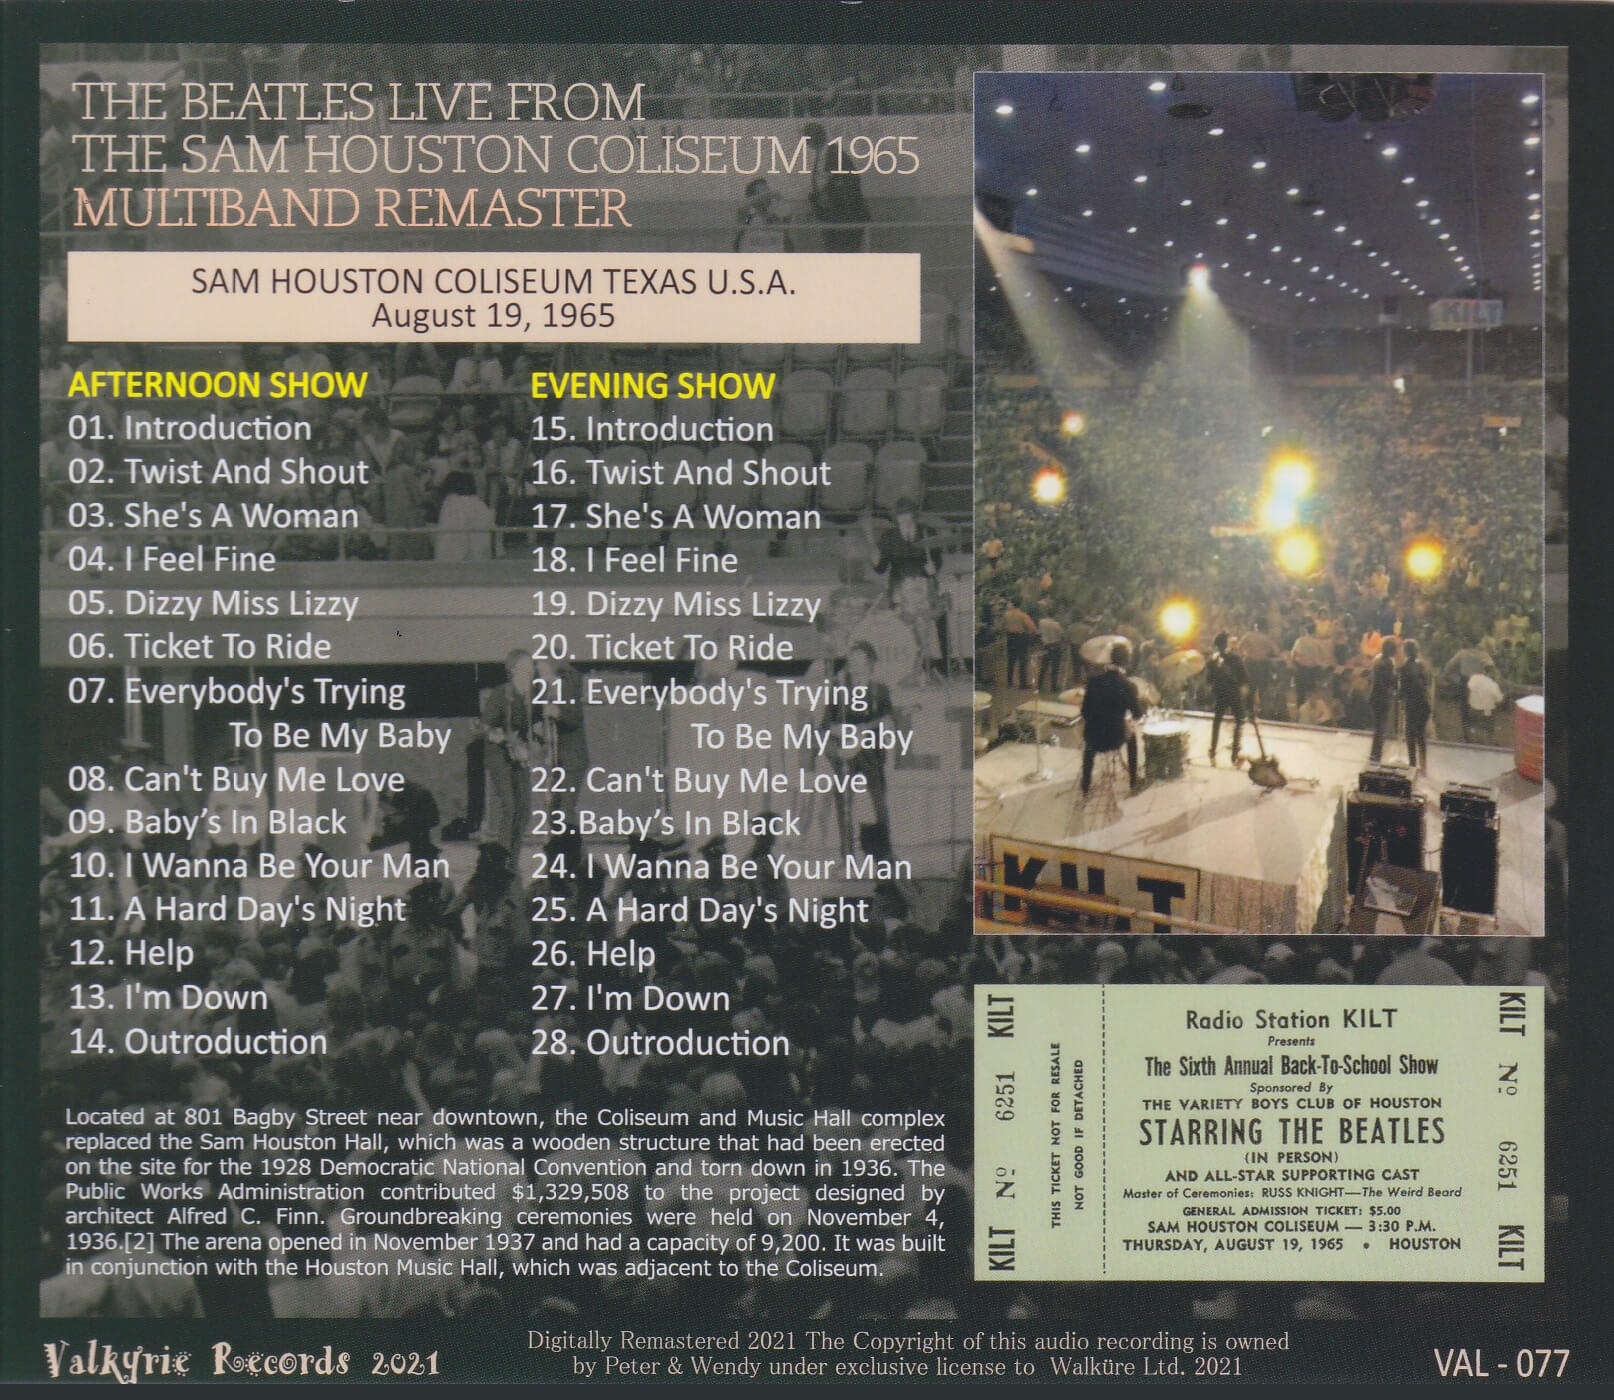 THE BEATLES LIVE FROM
THE SAM HOUSTON COLISEUM 1965
MULTIBAND REMASTER
SAM HOUSTON COLISEUM TEXAS U.S.A.
August 19, 1965
AFTERNOON SHOW
01. Introduction
02. Twist And Shout
03. She's A Woman
04. I Feel Fine
05. Dizzy Miss Lizzy
06. Ticket To Ride
07. Everybody's Trying
To Be My Baby
08. Can't Buy Me Love
09. Baby’s In Black
10. I Wanna Be Your Man
11. A Hard Day's Night
12. Help
13. I'm Down
14. Outroduction
EVENING SHOW
15. Introduction
16. Twist And Shout
17. She's A Woman
18. I Feel Fine
19. Dizzy Miss Lizzy
20. Ticket To Ride
21. Everybody's Trying
To Be My Baby
22. Can't Buy Me Love
23.Baby’s In Black
24. I Wanna Be Your Man
25. A Hard Day's Night
26. Help
27. I'm Down
28. Outroduction
Located at 801 Bagby Street near downtown, the Coliseum and Music Hall complex
replaced the Sam Houston Hall, which was a wooden structure that had been erected
on the site for the 1928 Democratic National Convention and torn down in 1936. The
Public Works Administration contributed $1,329,508 to the project designed by
architect Alfred C. Finn. Groundbreaking ceremonies were held on November 4,
1936.[2] The arena opened in November 1937 and had a capacity of 9,200. It was built
in conjunction with the Houston Music Hall, which was adjacent to the Coliseum.
KILT
KILT
KILT Nº 6251 KILT
THIS TICKET NOT FOR RESALE
NOT GOOD IF DETACHED
Radio Station KILT
Presents
The Sixth Annual Back-To-School Show
Sponsored By
THE VARIETY BOYS CLUB OF HOUSTON
STARRING THE BEATLES
(IN PERSON)
AND ALL-STAR SUPPORTING CAST
Master of Ceremonies: RUSS KNIGHT—The Weird Beard
GENERAL ADMISSION TICKET: $5.00
SAM HOUSTON COLISEUM — 3:30 P.M.
THURSDAY, AUGUST 19, 1965 • HOUSTON
KILT Nº 6251 KILT
Valkyrie Records 2021
Digitally Remastered 2021 The Copyright of this audio recording is owned
by Peter & Wendy under exclusive license to Walküre Ltd. 2021
VAL - 077